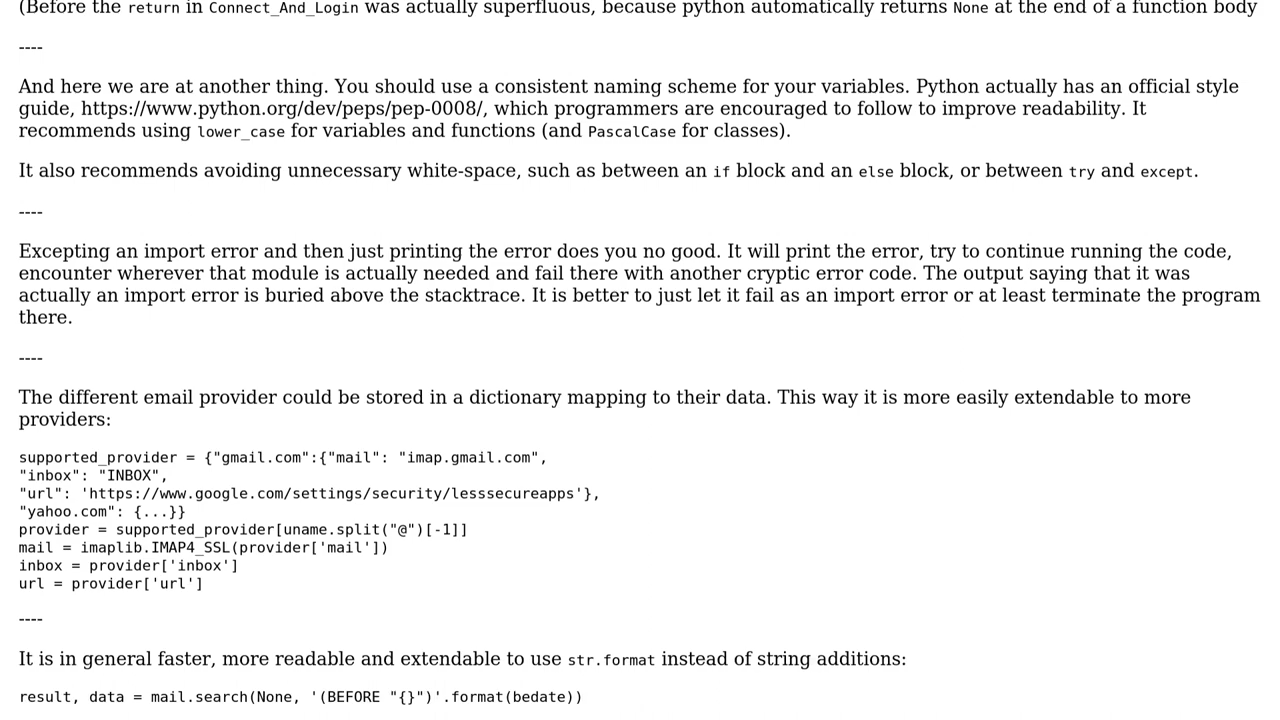 (Before the return in Connect_And_Login was actually superfluous, because python automatically returns None at the end of a function body
----
And here we are at another thing. You should use a consistent naming scheme for your variables. Python actually has an official style
guide, https://www.python.org/dev/peps/pep-0008/, which programmers are encouraged to follow to improve readability. It
recommends using lower_case for variables and functions (and PascalCase for classes).
It also recommends avoiding unnecessary white-space, such as between an if block and an else block, or between try and except.
----
Excepting an import error and then just printing the error does you no good. It will print the error, try to continue running the code,
encounter wherever that module is actually needed and fail there with another cryptic error code. The output saying that it was
actually an import error is buried above the stacktrace. It is better to just let it fail as an import error or at least terminate the program
there.
----
The different email provider could be stored in a dictionary mapping to their data. This way it is more easily extendable to more
providers:
supported_provider = {"gmail.com":{"mail": "imap.gmail.com",
"inbox": "INBOX",
"url": 'https://www.google.com/settings/security/lesssecureapps'},
"yahoo.com": {...}}
provider = supported_provider[uname.split("@")[-1]]
mail = imaplib.IMAP4_SSL(provider['mail'])
inbox = provider['inbox']
url = provider['url']
----
It is in general faster, more readable and extendable to use str.format instead of string additions:
result, data = mail.search(None, '(BEFORE "{}")'.format(bedate))